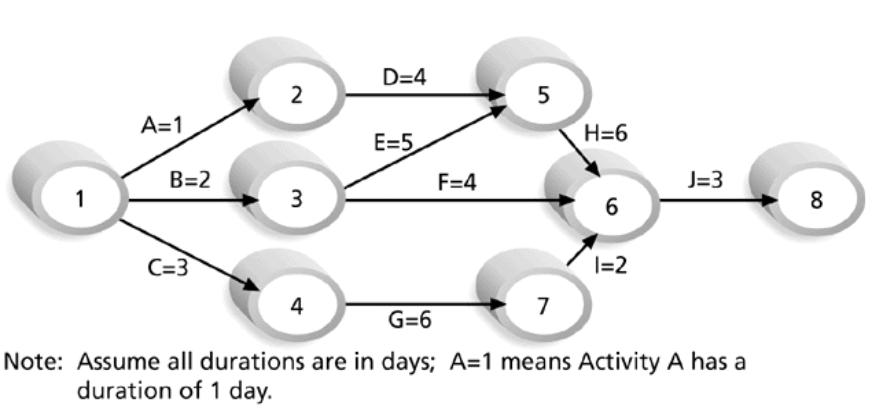 A=1
B=2
C=3
D=4
E=5
F=4
G=6
H=6
I=2
J=3
1
2
3
4
5
6
7
8
Note: Assume all durations are in days; A=1 means Activity A has a
duration of 1 day.